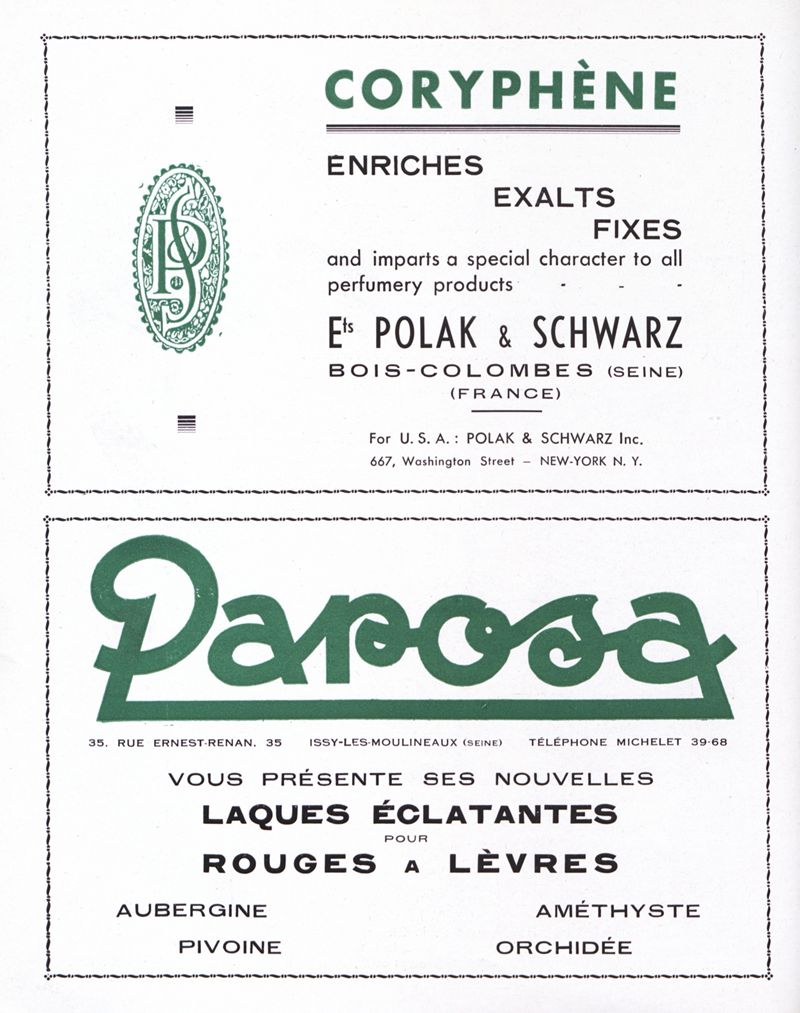 CORYPHÈNE
ENRICHES
EXALTS
FIXES
and imparts a special character to all
perfumery products - - -
Ets POLAK & SCHWARZ
BOIS-COLOMBES (SEINE)
(FRANCE)
For U. S. A. : POLAK & SCHWARZ Inc.
667, Washington Street – NEW-YORK N. Y.
P&S
Parosa
35, RUE ERNEST-RENAN, 35 ISSY-LES-MOULINEAUX (SEINE) TÉLÉPHONE MICHELET 39-68
VOUS PRÉSENTE SES NOUVELLES
LAQUES ÉCLATANTES
POUR
ROUGES A LÈVRES
AUBERGINE AMÉTHYSTE
PIVOINE ORCHIDÉE